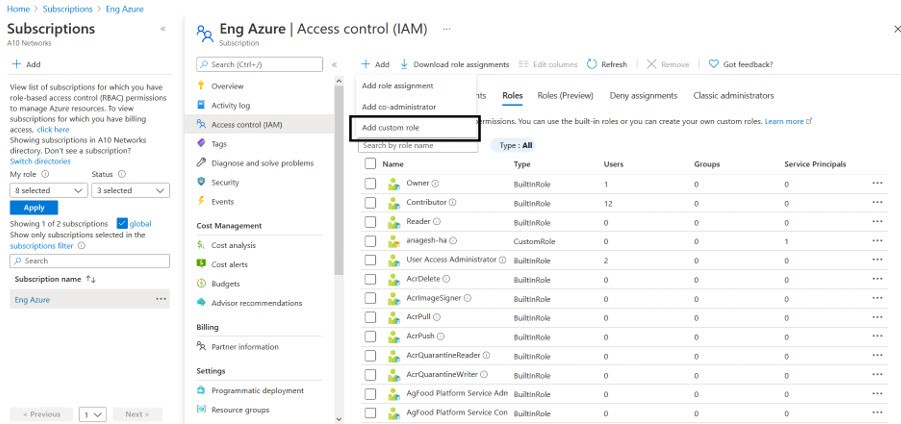 Home > Subscriptions > Eng Azure
Subscriptions
A10 Networks
Add
View list of subscriptions for which you have
role-based access control (RBAC) permissions
to manage Azure resources. To view
subscriptions for which you have billing
access, click here
Showing subscriptions in A10 Networks
directory. Don't see a subscription?
Switch directories
My role
Status
8 selected
3 selected
Apply
Showing 1 of 2 subscriptions
global
Show only subscriptions selected in the
subscriptions filter
Search
Subscription name
Eng Azure
< Previous
1
Next >
Eng Azure | Access control (IAM)
Subscription
Search (Ctrl+/)
Overview
Activity log
Access control (IAM)
Tags
Diagnose and solve problems
Security
Events
Cost Management
Cost analysis
Cost alerts
Budgets
Advisor recommendations
Billing
Partner information
Settings
Programmatic deployment
Resource groups
Add
Download role assignments
Edit columns
Refresh
Remove
Got feedback?
Add role assignment
Add co-administrator
Add custom role
nts
Roles
Roles (Preview)
Deny assignments
Classic administrators
permissions. You can use the built-in roles or you can create your own custom roles. Learn more
Search by role name
Type : All
Name Type Users Groups Service Principals
Owner BuiltInRole 1 0 0
Contributor BuiltInRole 12 0 0
Reader BuiltInRole 0 0 0
anagesh-ha CustomRole 0 0 1
User Access Administrator BuiltInRole 2 0 0
AcrDelete BuiltInRole 0 0 0
AcrImageSigner BuiltInRole 0 0 0
AcrPull BuiltInRole 0 0 0
AcrPush BuiltInRole 0 0 0
AcrQuarantineReader BuiltInRole 0 0 0
AcrQuarantineWriter BuiltInRole 0 0 0
AgFood Platform Service Adm BuiltInRole 0 0 0
AgFood Platform Service Con BuiltInRole 0 0 0